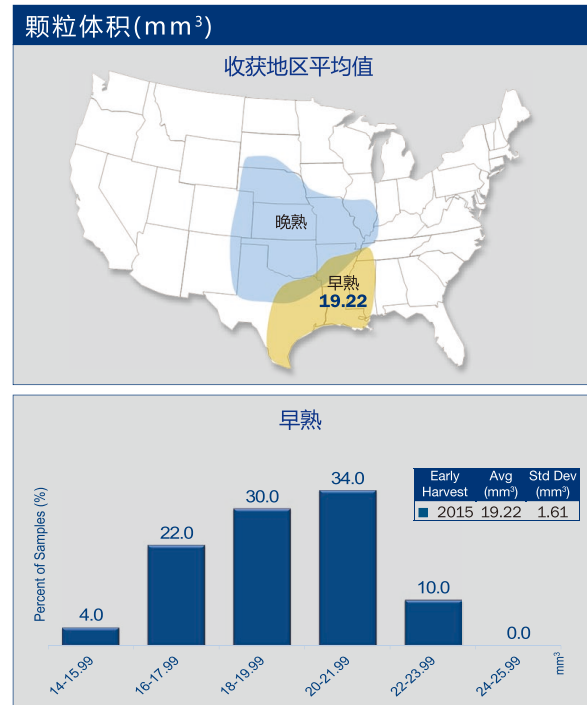 颗粒体积(mm³)
收获地区平均值
晚熟
早熟
19.22
早熟
Percent of Samples (%)
4.0
22.0
30.0
34.0
10.0
0.0
Early Harvest Avg (mm³) Std Dev (mm³)
2015 19.22 1.61
14-15.99 16-17.99 18-19.99 20-21.99 22-23.99 24-25.99 mm³